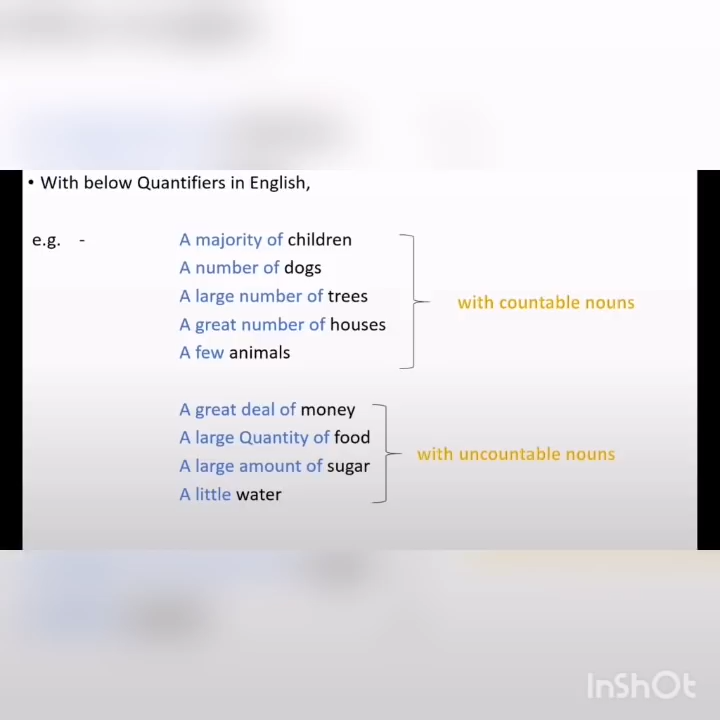 • With below Quantifiers in English,
e.g. -
A majority of children
A number of dogs
A large number of trees
A great number of houses
A few animals
with countable nouns
A great deal of money
A large Quantity of food
A large amount of sugar
A little water
with uncountable nouns
InShOt